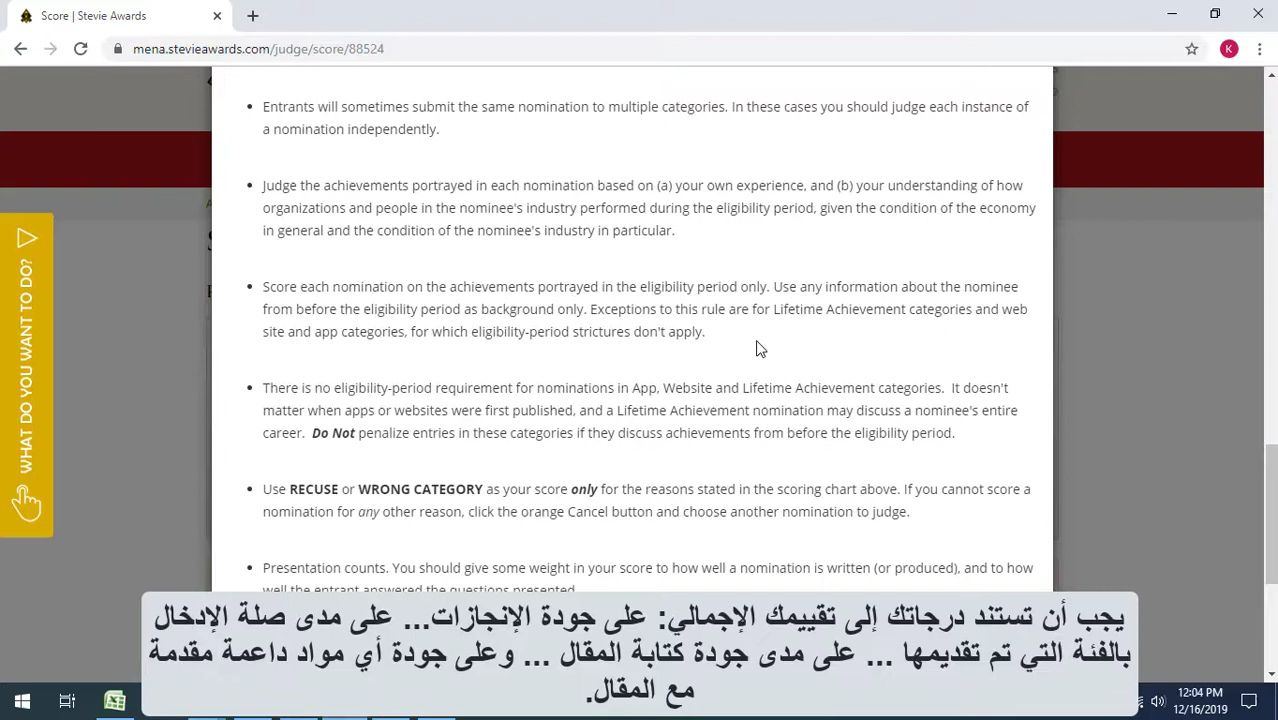 Score | Stevie Awards
mena.stevieawards.com/judge/score/88524
K
Entrants will sometimes submit the same nomination to multiple categories. In these cases you should judge each instance of
a nomination independently.
Judge the achievements portrayed in each nomination based on (a) your own experience, and (b) your understanding of how
organizations and people in the nominee's industry performed during the eligibility period, given the condition of the economy
in general and the condition of the nominee's industry in particular.
Score each nomination on the achievements portrayed in the eligibility period only. Use any information about the nominee
from before the eligibility period as background only. Exceptions to this rule are for Lifetime Achievement categories and web
site and app categories, for which eligibility-period strictures don't apply.
There is no eligibility-period requirement for nominations in App, Website and Lifetime Achievement categories. It doesn't
matter when apps or websites were first published, and a Lifetime Achievement nomination may discuss a nominee's entire
career. Do Not penalize entries in these categories if they discuss achievements from before the eligibility period.
Use RECUSE or WRONG CATEGORY as your score only for the reasons stated in the scoring chart above. If you cannot score a
nomination for any other reason, click the orange Cancel button and choose another nomination to judge.
Presentation counts. You should give some weight in your score to how well a nomination is written (or produced), and to how
well the entrant answered the questions presented.
WHAT DO YOU WANT TO DO?
يجب أن تستند درجاتك إلى تقييمك الإجمالي: على جودة الإنجازات... على مدى صلة الإدخال
بالفئة التي تم تقديمها ... على مدى جودة كتابة المقال ... وعلى جودة أي مواد داعمة مقدمة
مع المقال.
12:04 PM
12/16/2019